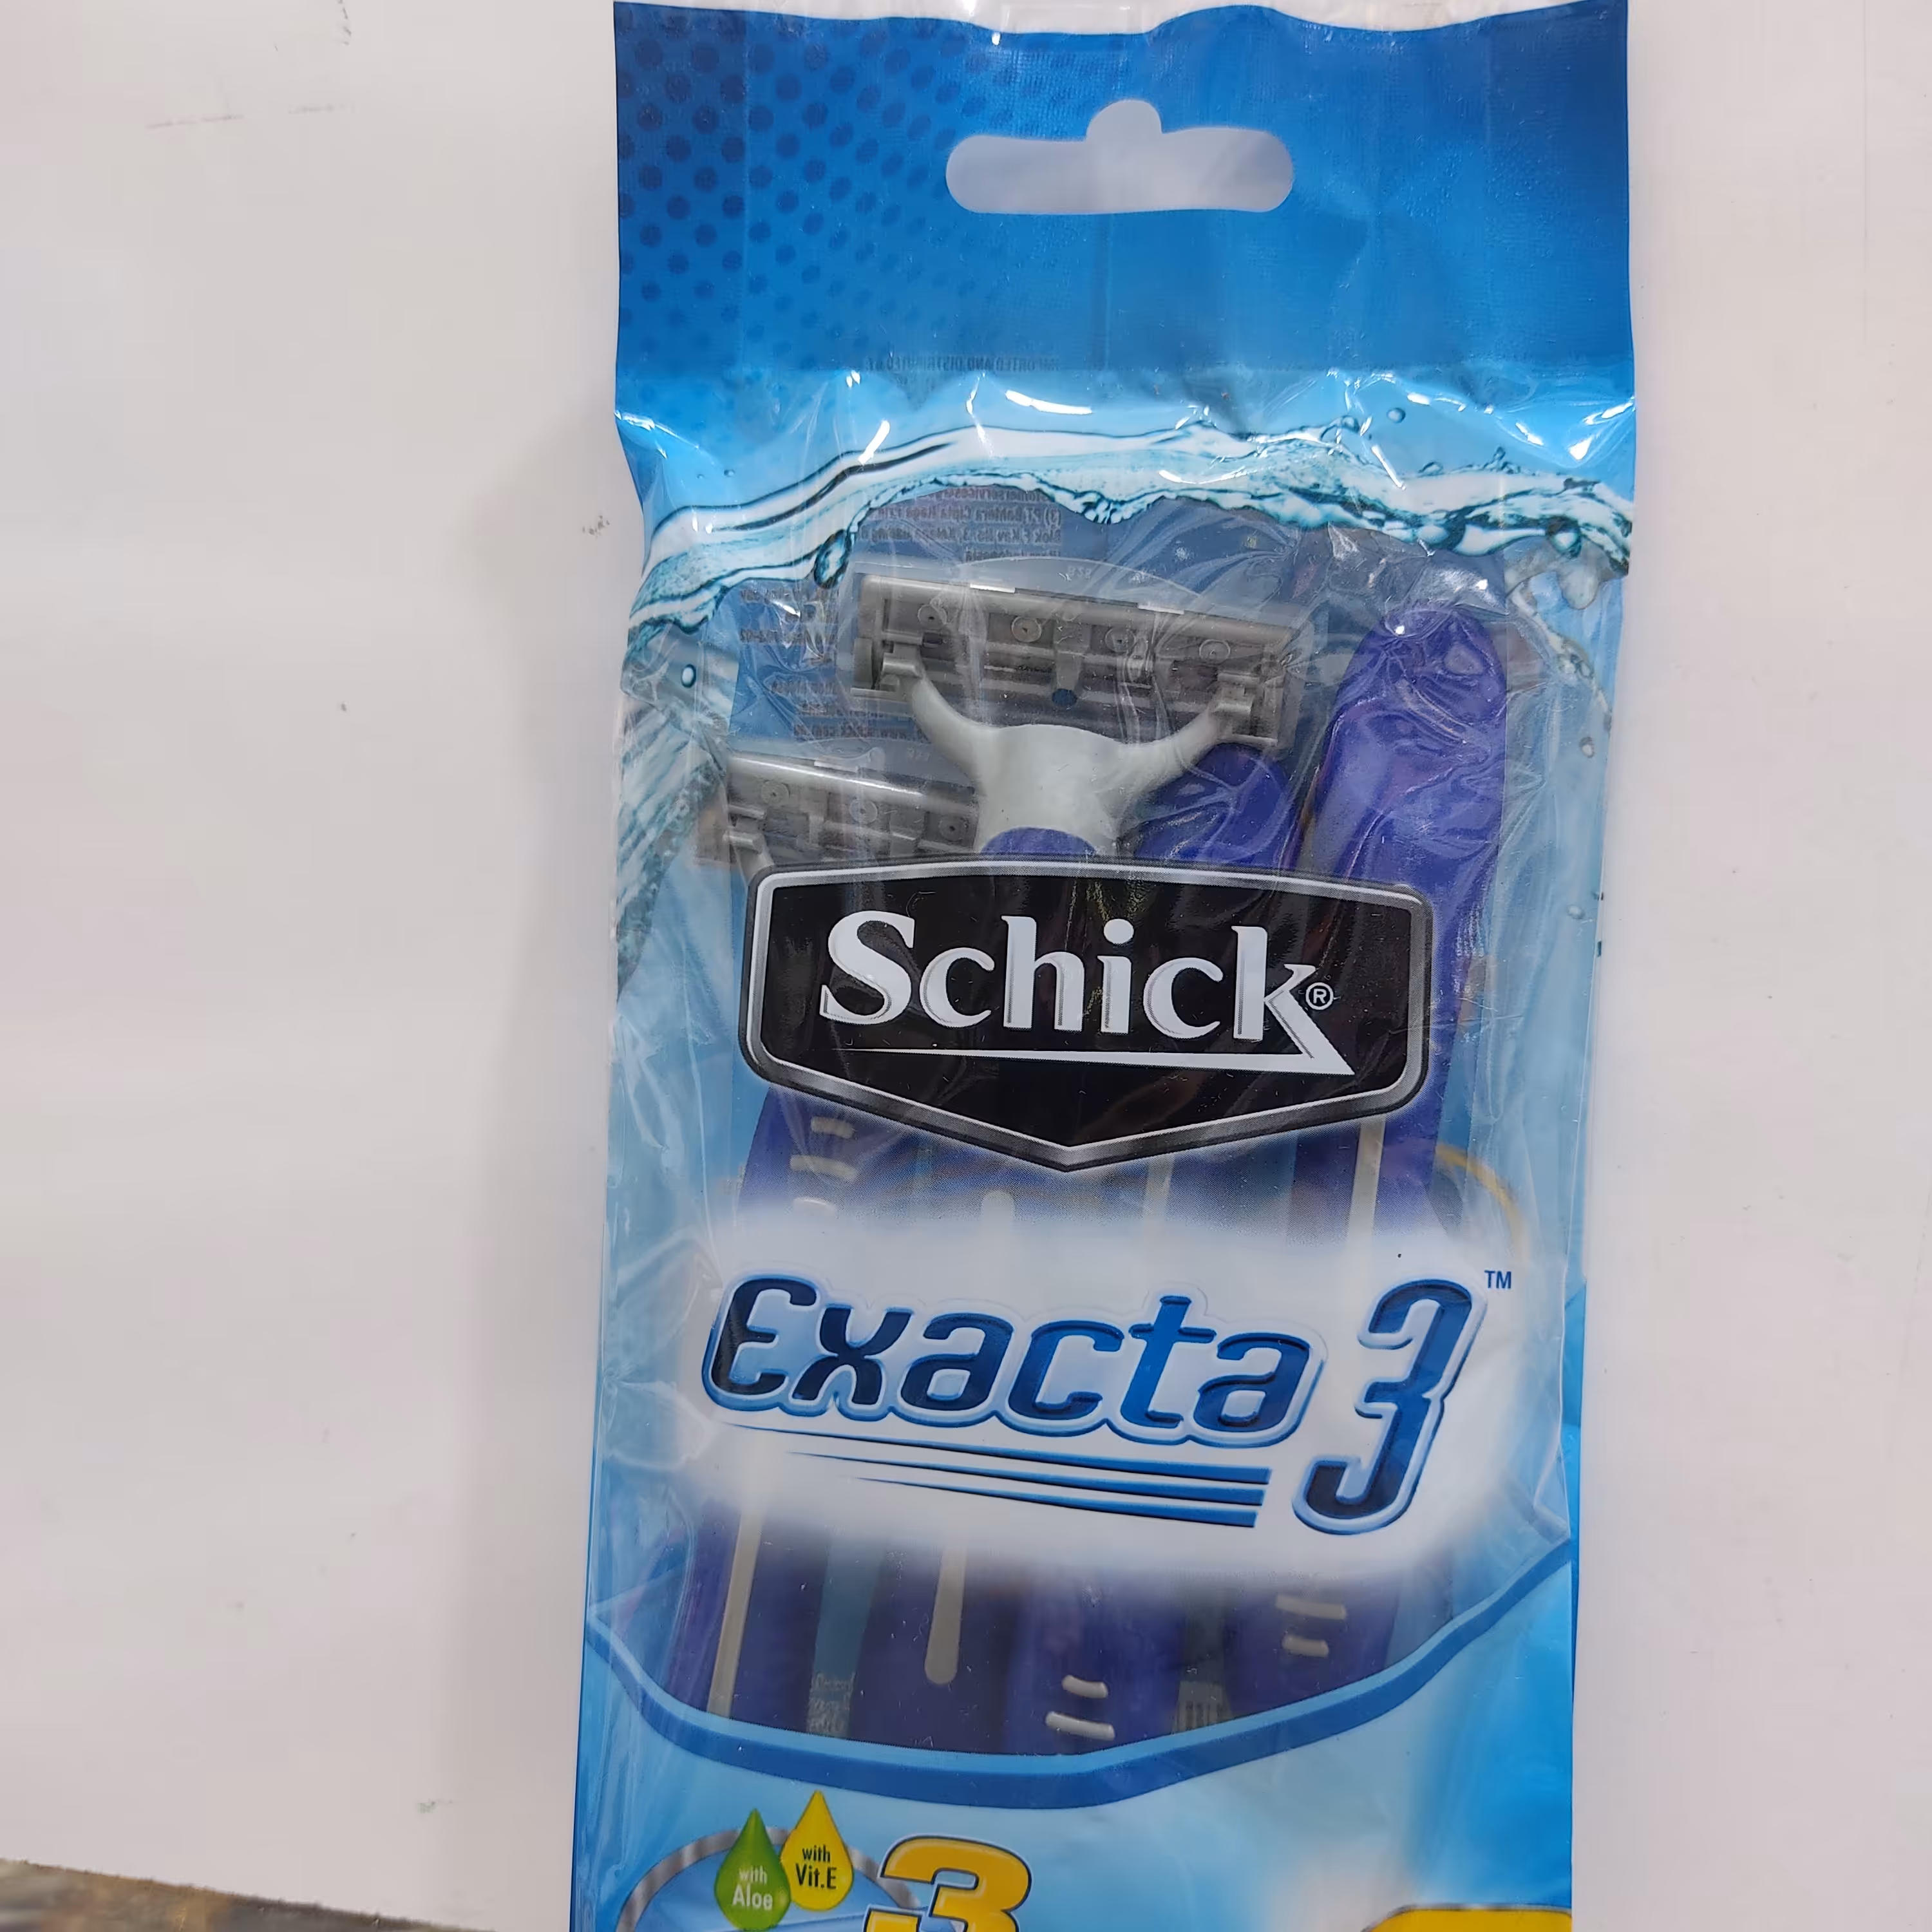 Schick®
Exacta 3™
with
Aloe
with
Vit.E
3